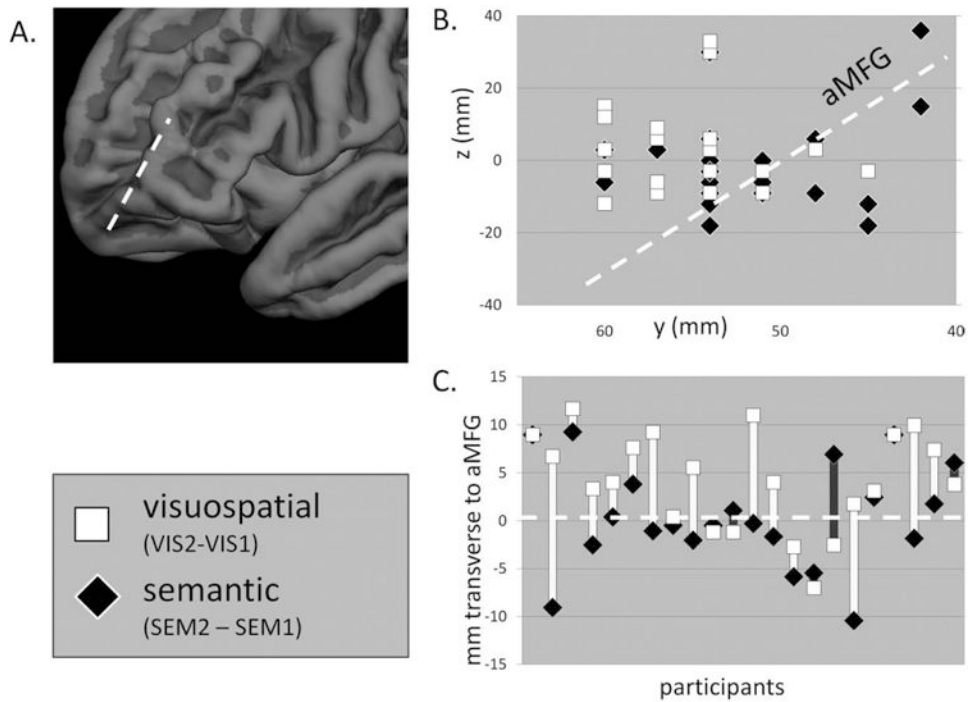 A.
B.
40
20
0
-20
-40
z (mm)
aMFG
60
50
40
y (mm)
C.
15
10
5
0
-5
-10
-15
mm transverse to aMFG
participants
visuospatial
(VIS2-VIS1)
semantic
(SEM2 – SEM1)